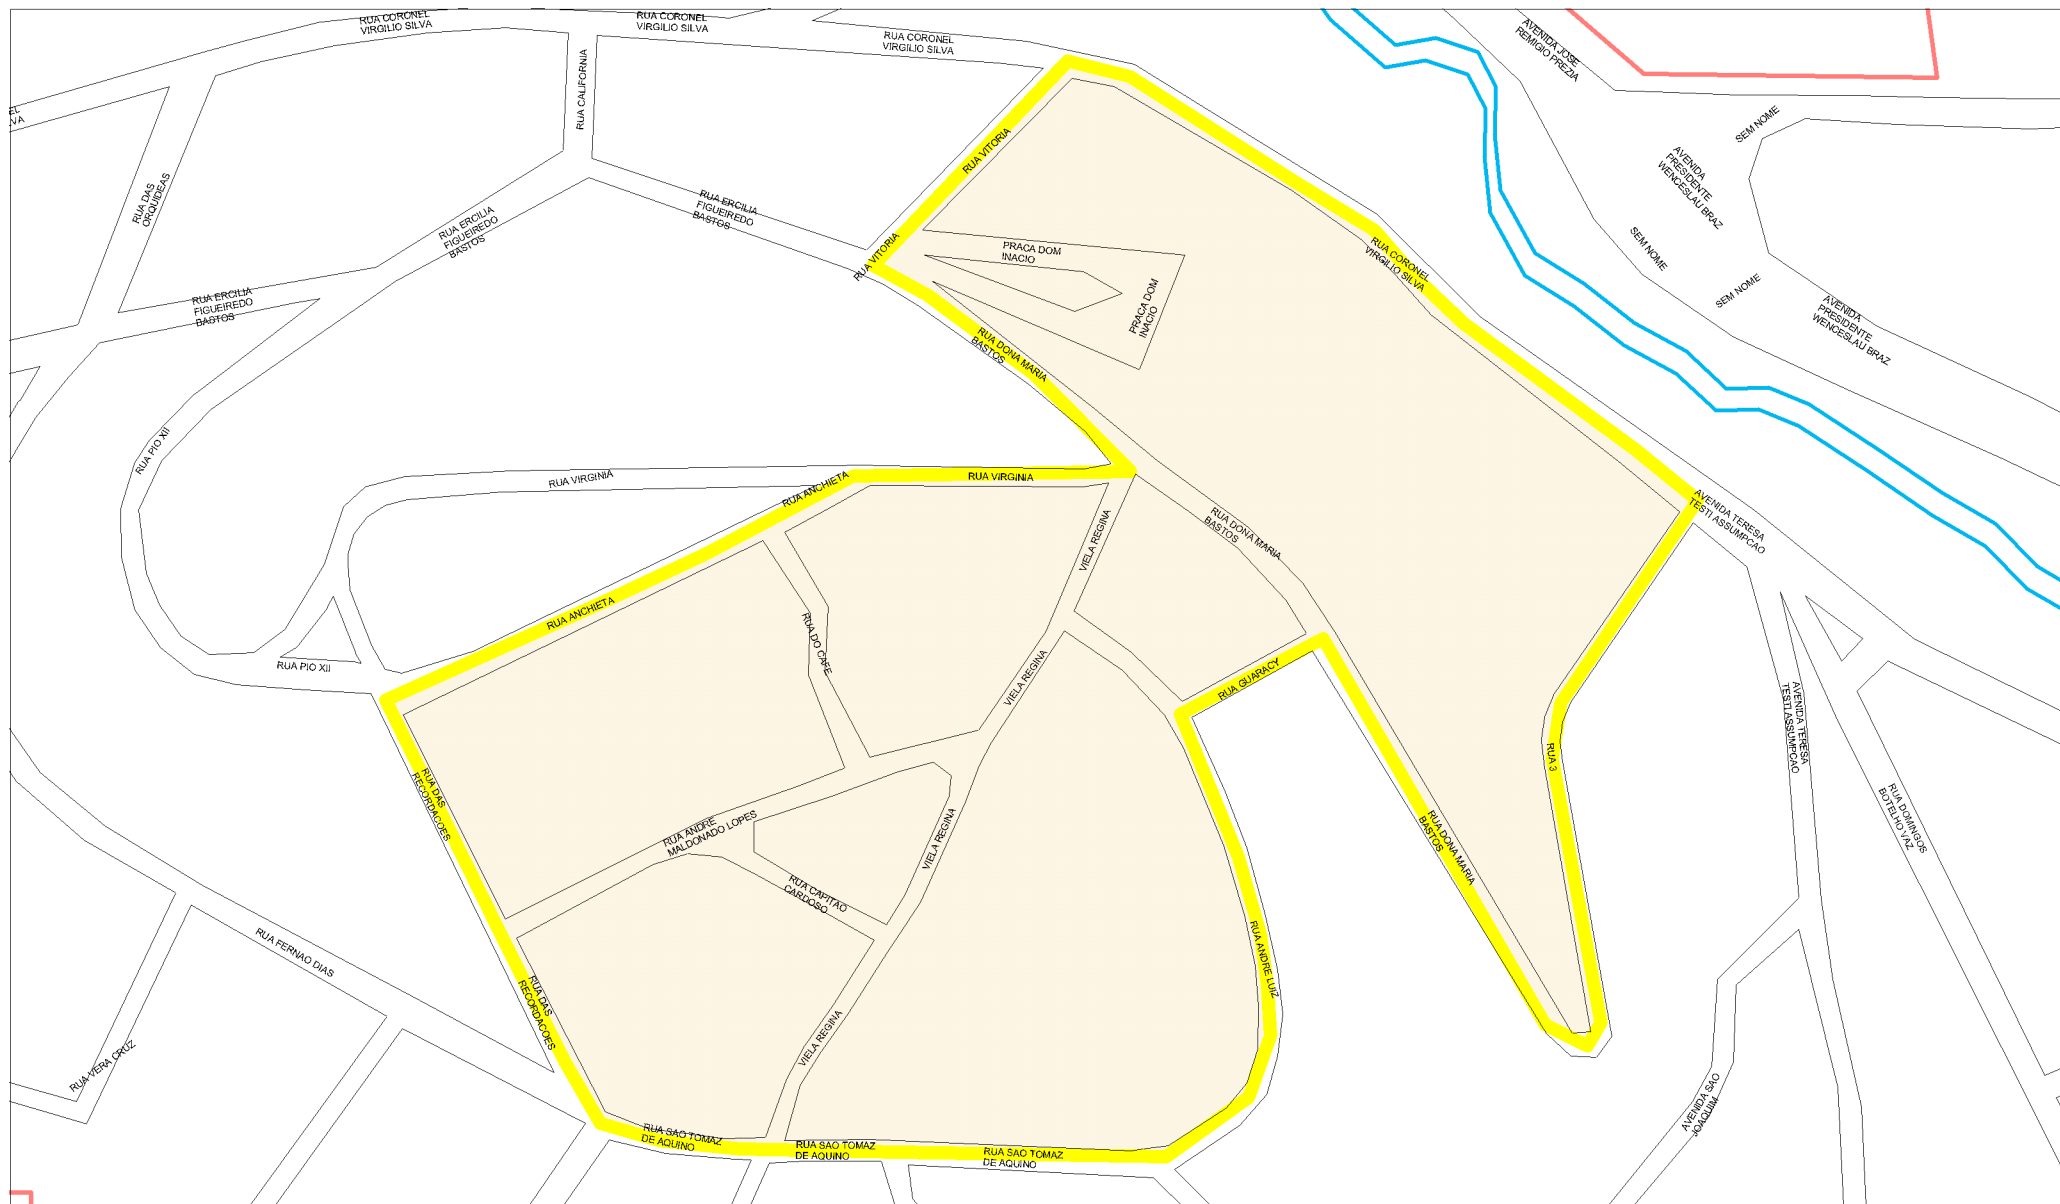 RUA CORONEL
VIRGILIO SILVA
RUA CORONEL
VIRGILIO SILVA
RUA CORONEL
VIRGILIO SILVA
AVENIDA JOSE
REMIGIO PREZIA
EL
VA
RUA CALIFORNIA
SEM NOME
RUA VITORIA
AVENIDA
PRESIDENTE
WENCESLAU BRAZ
RUA DAS
ORQUIDEAS
RUA ERCILIA
FIGUEIREDO
BASTOS
RUA ERCILIA
FIGUEIREDO
BASTOS
RUA VITORIA
PRACA DOM
INACIO
RUA CORONEL
VIRGILIO SILVA
SEM NOME
SEM NOME
RUA ERCILIA
FIGUEIREDO
BASTOS
PRACA DOM
INACIO
AVENIDA
PRESIDENTE
WENCESLAU BRAZ
RUA DONA MARIA
BASTOS
RUA PIO XII
RUA VIRGINIA
RUA ANCHIETA
RUA VIRGINIA
AVENIDA TERESA
TESTI ASSUMPCAO
RUA DONA MARIA
BASTOS
VIELA REGINA
RUA ANCHIETA
RUA DO CAFE
RUA PIO XII
VIELA REGINA
RUA GUARACY
AVENIDA TERESA
TESTI ASSUMPCAO
RUA 3
RUA DAS
RECORDACOES
RUA ANDRE
MALDONADO LOPES
VIELA REGINA
RUA DONA MARIA
BASTOS
RUA DOMINGOS
BOTELHO VAZ
RUA CAPITAO
CARDOSO
RUA FERNAO DIAS
RUA ANDRE LUIZ
RUA DAS
RECORDACOES
VIELA REGINA
RUA VERA CRUZ
AVENIDA SAO
JOAQUIM
RUA SAO TOMAZ
DE AQUINO
RUA SAO TOMAZ
DE AQUINO
RUA SAO TOMAZ
DE AQUINO